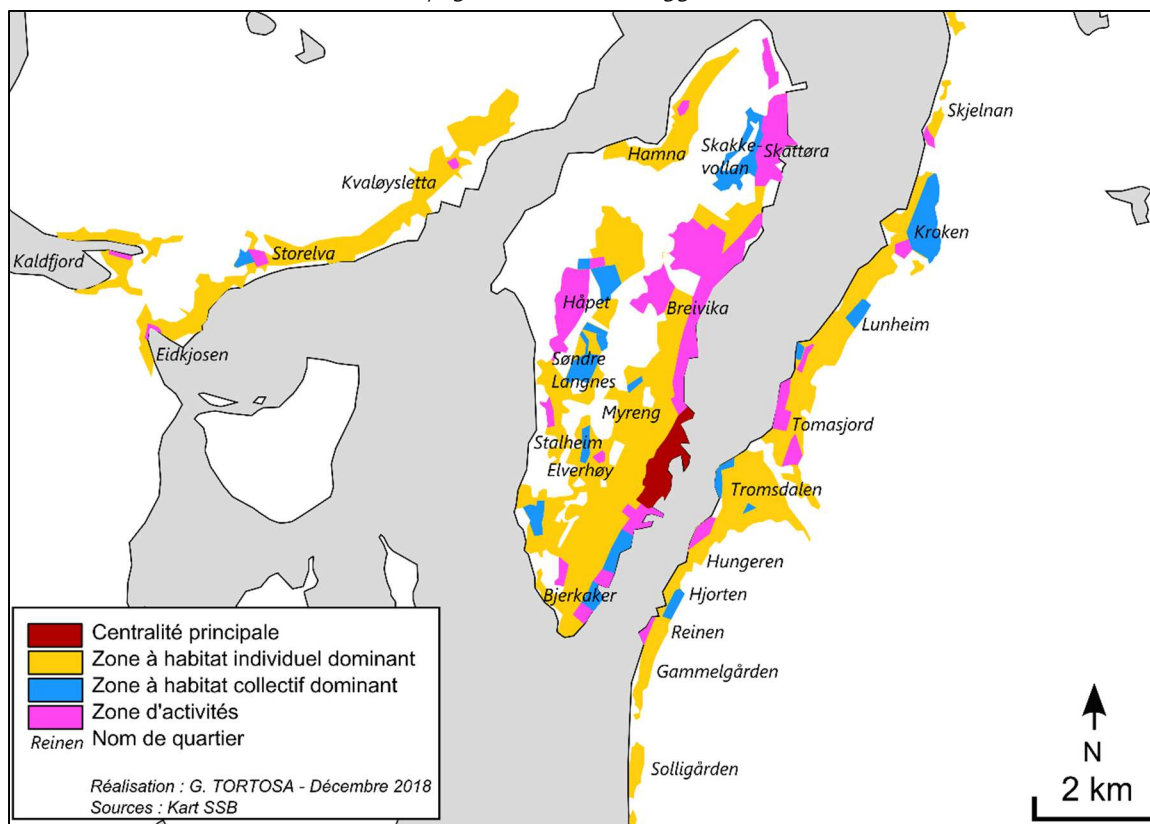 Skjelnan
Hamna
Skakke-
vollan
Skattøra
Kvaløysletta
Kroken
Storelva
Kaldfjord
Håpet
Breivika
Lunheim
Eidkjosen
Søndre
Langnes
Myreng
Tomasjord
Stalheim
Elverhøy
Tromsdalen
Hungeren
Bjerkaker
Hjorten
Reinen
Gammelgården
Solligården
Centralité principale
Zone à habitat individuel dominant
Zone à habitat collectif dominant
Zone d'activités
Reinen Nom de quartier
Réalisation : G. TORTOSA - Décembre 2018
Sources : Kart SSB
N
2 km